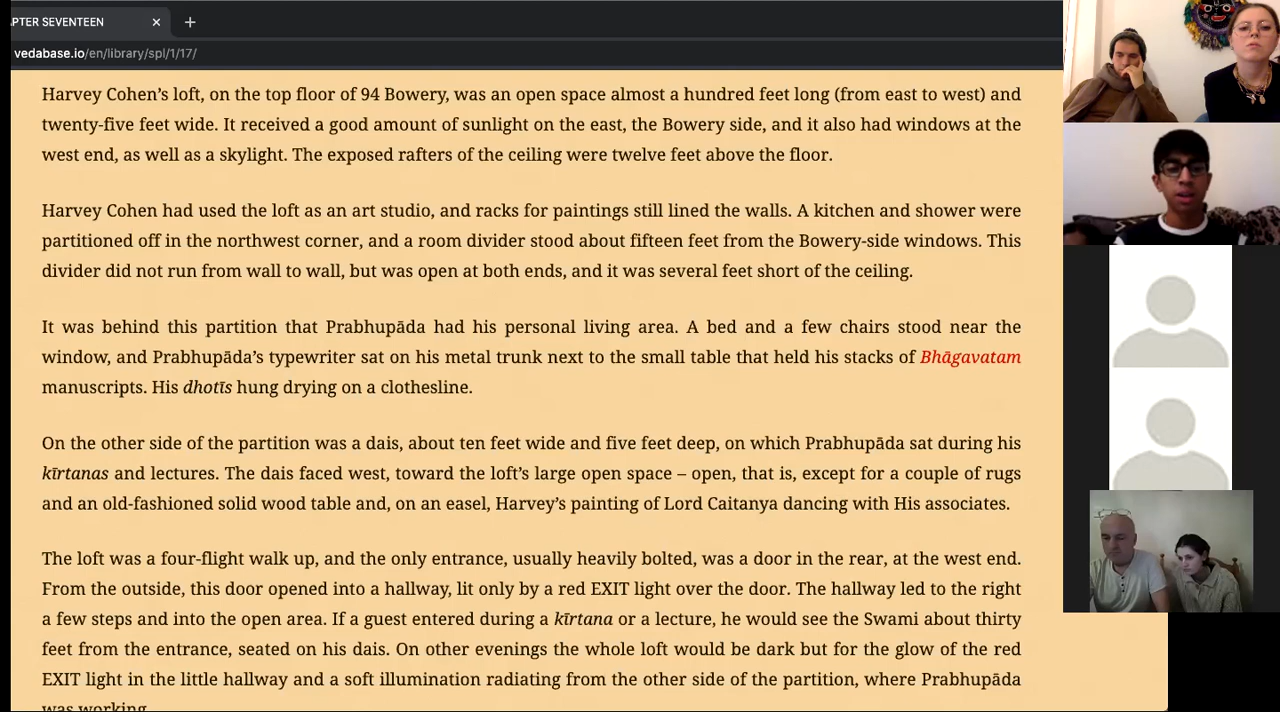 PTER SEVENTEEN
vedabase.io/en/library/spl/1/17/
Harvey Cohen’s loft, on the top floor of 94 Bowery, was an open space almost a hundred feet long (from east to west) and
twenty-five feet wide. It received a good amount of sunlight on the east, the Bowery side, and it also had windows at the
west end, as well as a skylight. The exposed rafters of the ceiling were twelve feet above the floor.
Harvey Cohen had used the loft as an art studio, and racks for paintings still lined the walls. A kitchen and shower were
partitioned off in the northwest corner, and a room divider stood about fifteen feet from the Bowery-side windows. This
divider did not run from wall to wall, but was open at both ends, and it was several feet short of the ceiling.
It was behind this partition that Prabhupāda had his personal living area. A bed and a few chairs stood near the
window, and Prabhupāda’s typewriter sat on his metal trunk next to the small table that held his stacks of Bhāgavatam
manuscripts. His dhotīs hung drying on a clothesline.
On the other side of the partition was a dais, about ten feet wide and five feet deep, on which Prabhupāda sat during his
kīrtanas and lectures. The dais faced west, toward the loft’s large open space – open, that is, except for a couple of rugs
and an old-fashioned solid wood table and, on an easel, Harvey’s painting of Lord Caitanya dancing with His associates.
The loft was a four-flight walk up, and the only entrance, usually heavily bolted, was a door in the rear, at the west end.
From the outside, this door opened into a hallway, lit only by a red EXIT light over the door. The hallway led to the right
a few steps and into the open area. If a guest entered during a kīrtana or a lecture, he would see the Swami about thirty
feet from the entrance, seated on his dais. On other evenings the whole loft would be dark but for the glow of the red
EXIT light in the little hallway and a soft illumination radiating from the other side of the partition, where Prabhupāda
was working